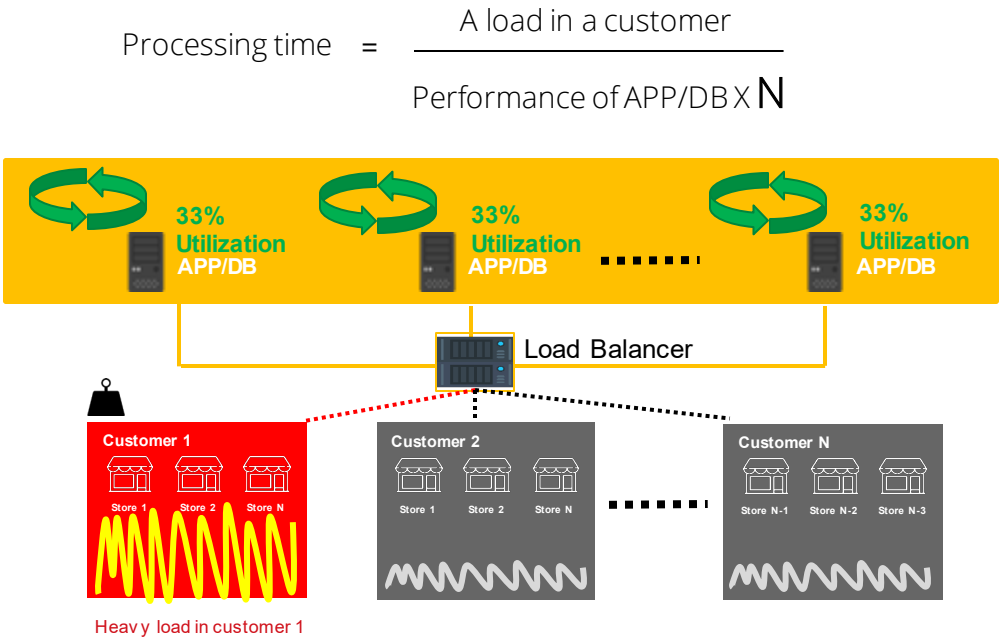 A load in a customer
Processing time =
Performance of APP/DB X N
33%
Utilization
APP/DB
33%
Utilization
APP/DB
33%
Utilization
APP/DB
Load Balancer
Customer 1
Store 1
Store 2
Store N
Customer 2
Store 1
Store 2
Store N
Customer N
Store N-1
Store N-2
Store N-3
Heavy load in customer 1